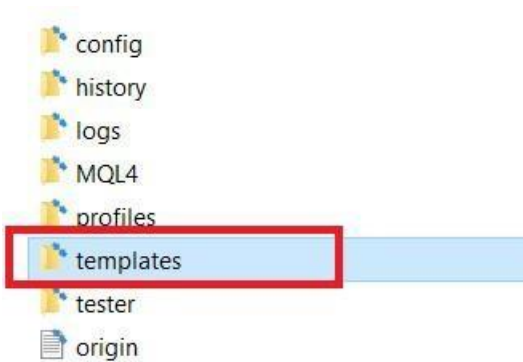 config
history
logs
MQL4
profiles
templates
tester
origin